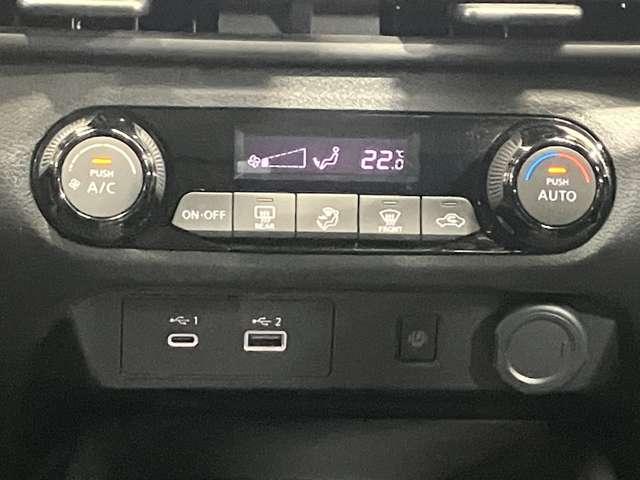 22.0
℃
PUSH
A/C
PUSH
AUTO
ON·OFF
REAR
FRONT
1
2